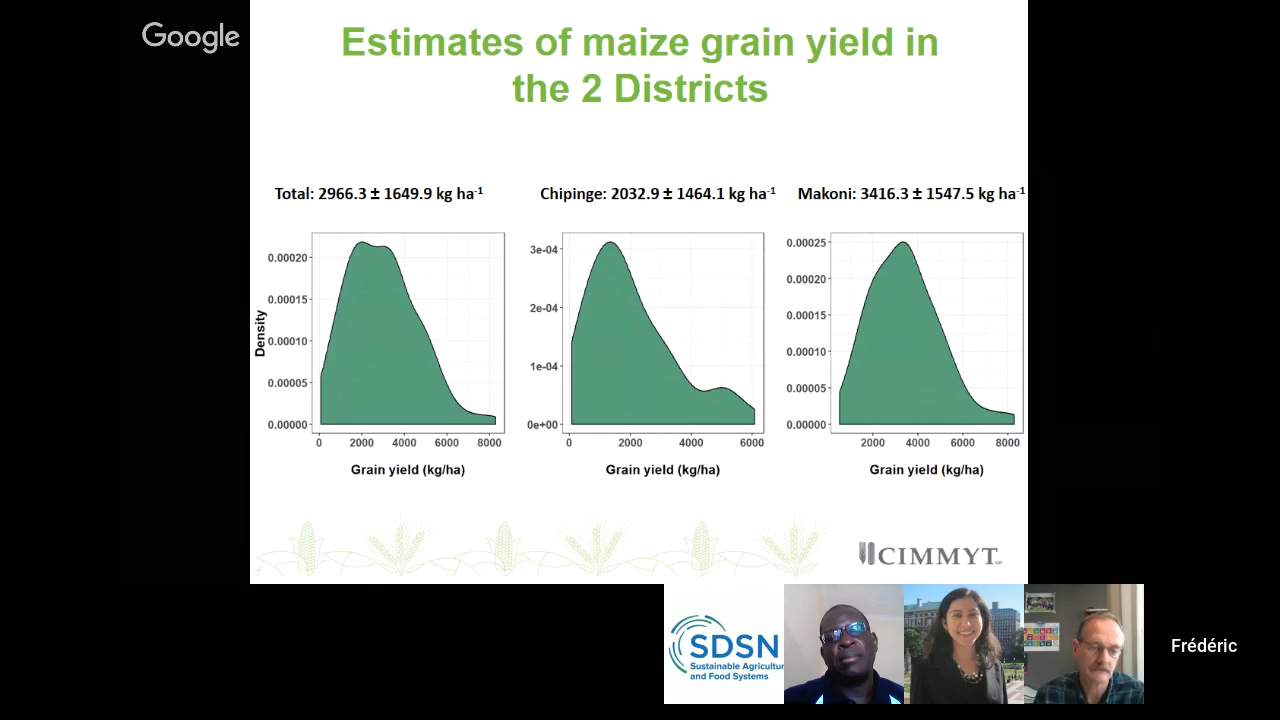 Google
Estimates of maize grain yield in
the 2 Districts
Total: 2966.3 ± 1649.9 kg ha-1
Chipinge: 2032.9 ± 1464.1 kg ha-1
Makoni: 3416.3 ± 1547.5 kg ha-1
Density
0.00020
0.00015
0.00010
0.00005
0.00000
0 2000 4000 6000 8000
Grain yield (kg/ha)
3e-04
2e-04
1e-04
0e+00
0 2000 4000 6000
Grain yield (kg/ha)
0.00025
0.00020
0.00015
0.00010
0.00005
0.00000
2000 4000 6000 8000
Grain yield (kg/ha)
CIMMYT
SDSN
Sustainable Agricultur
and Food Systems
Frédéric